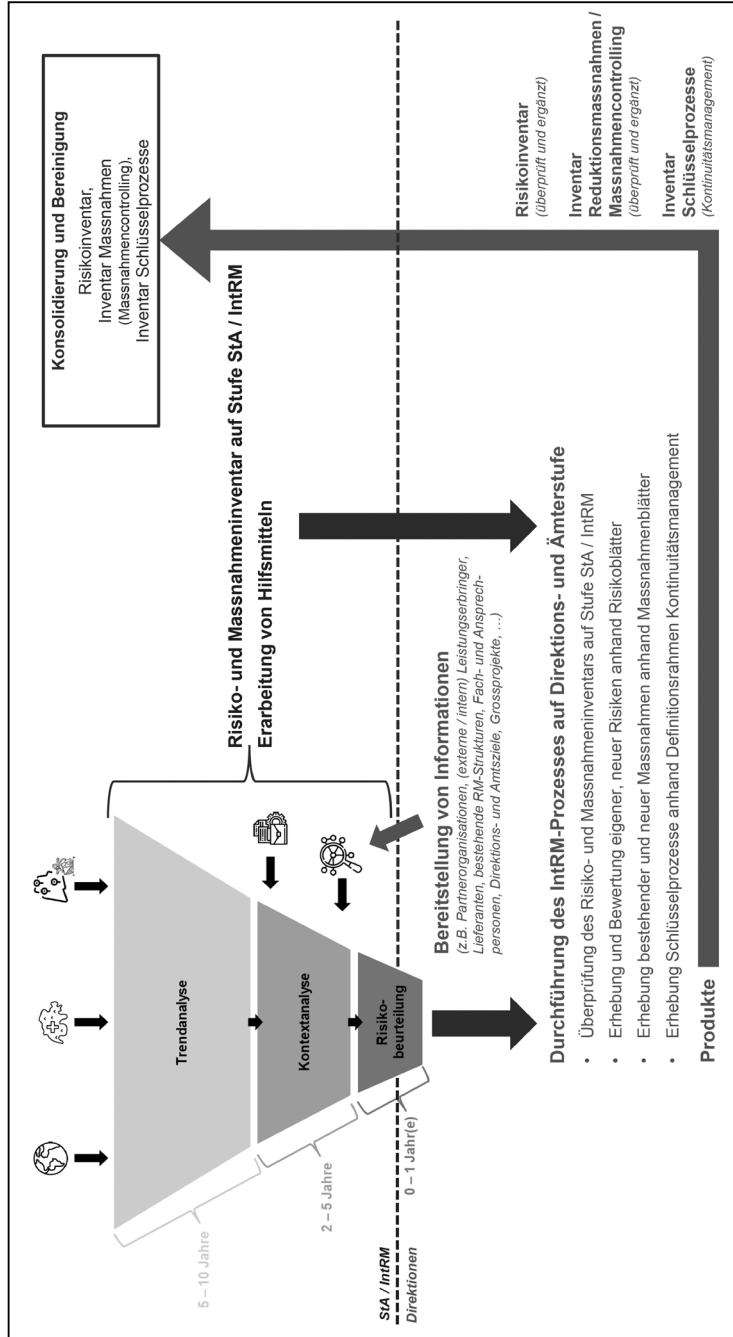 Trendanalyse
Kontextanalyse
Risiko-
beurteilung
5 – 10 Jahre
2 – 5 Jahre
0 – 1 Jahr(e)
StA / IntRM
Direktionen
Risiko- und Massnahmeninventar auf Stufe StA / IntRM
Erarbeitung von Hilfsmitteln
Konsolidierung und Bereinigung
Risikoinventar,
Inventar Massnahmen
(Massnahmencontrolling),
Inventar Schlüsselprozesse
Bereitstellung von Informationen
(z.B. Partnerorganisationen, (externe / intern) Leistungserbringer,
Lieferanten, bestehende RM-Strukturen, Fach- und Ansprech-
personen, Direktions- und Amtsziele, Grossprojekte, …)
Durchführung des IntRM-Prozesses auf Direktions- und Ämterstufe
• Überprüfung des Risiko- und Massnahmeninventars auf Stufe StA / IntRM
• Erhebung und Bewertung eigener, neuer Risiken anhand Risikoblätter
• Erhebung bestehender und neuer Massnahmen anhand Massnahmenblätter
• Erhebung Schlüsselprozesse anhand Definitionsrahmen Kontinuitätsmanagement
Produkte
Risikoinventar
(überprüft und ergänzt)
Inventar
Reduktionsmassnahmen /
Massnahmencontrolling
(überprüft und ergänzt)
Inventar
Schlüsselprozesse
(Kontinuitätsmanagement)